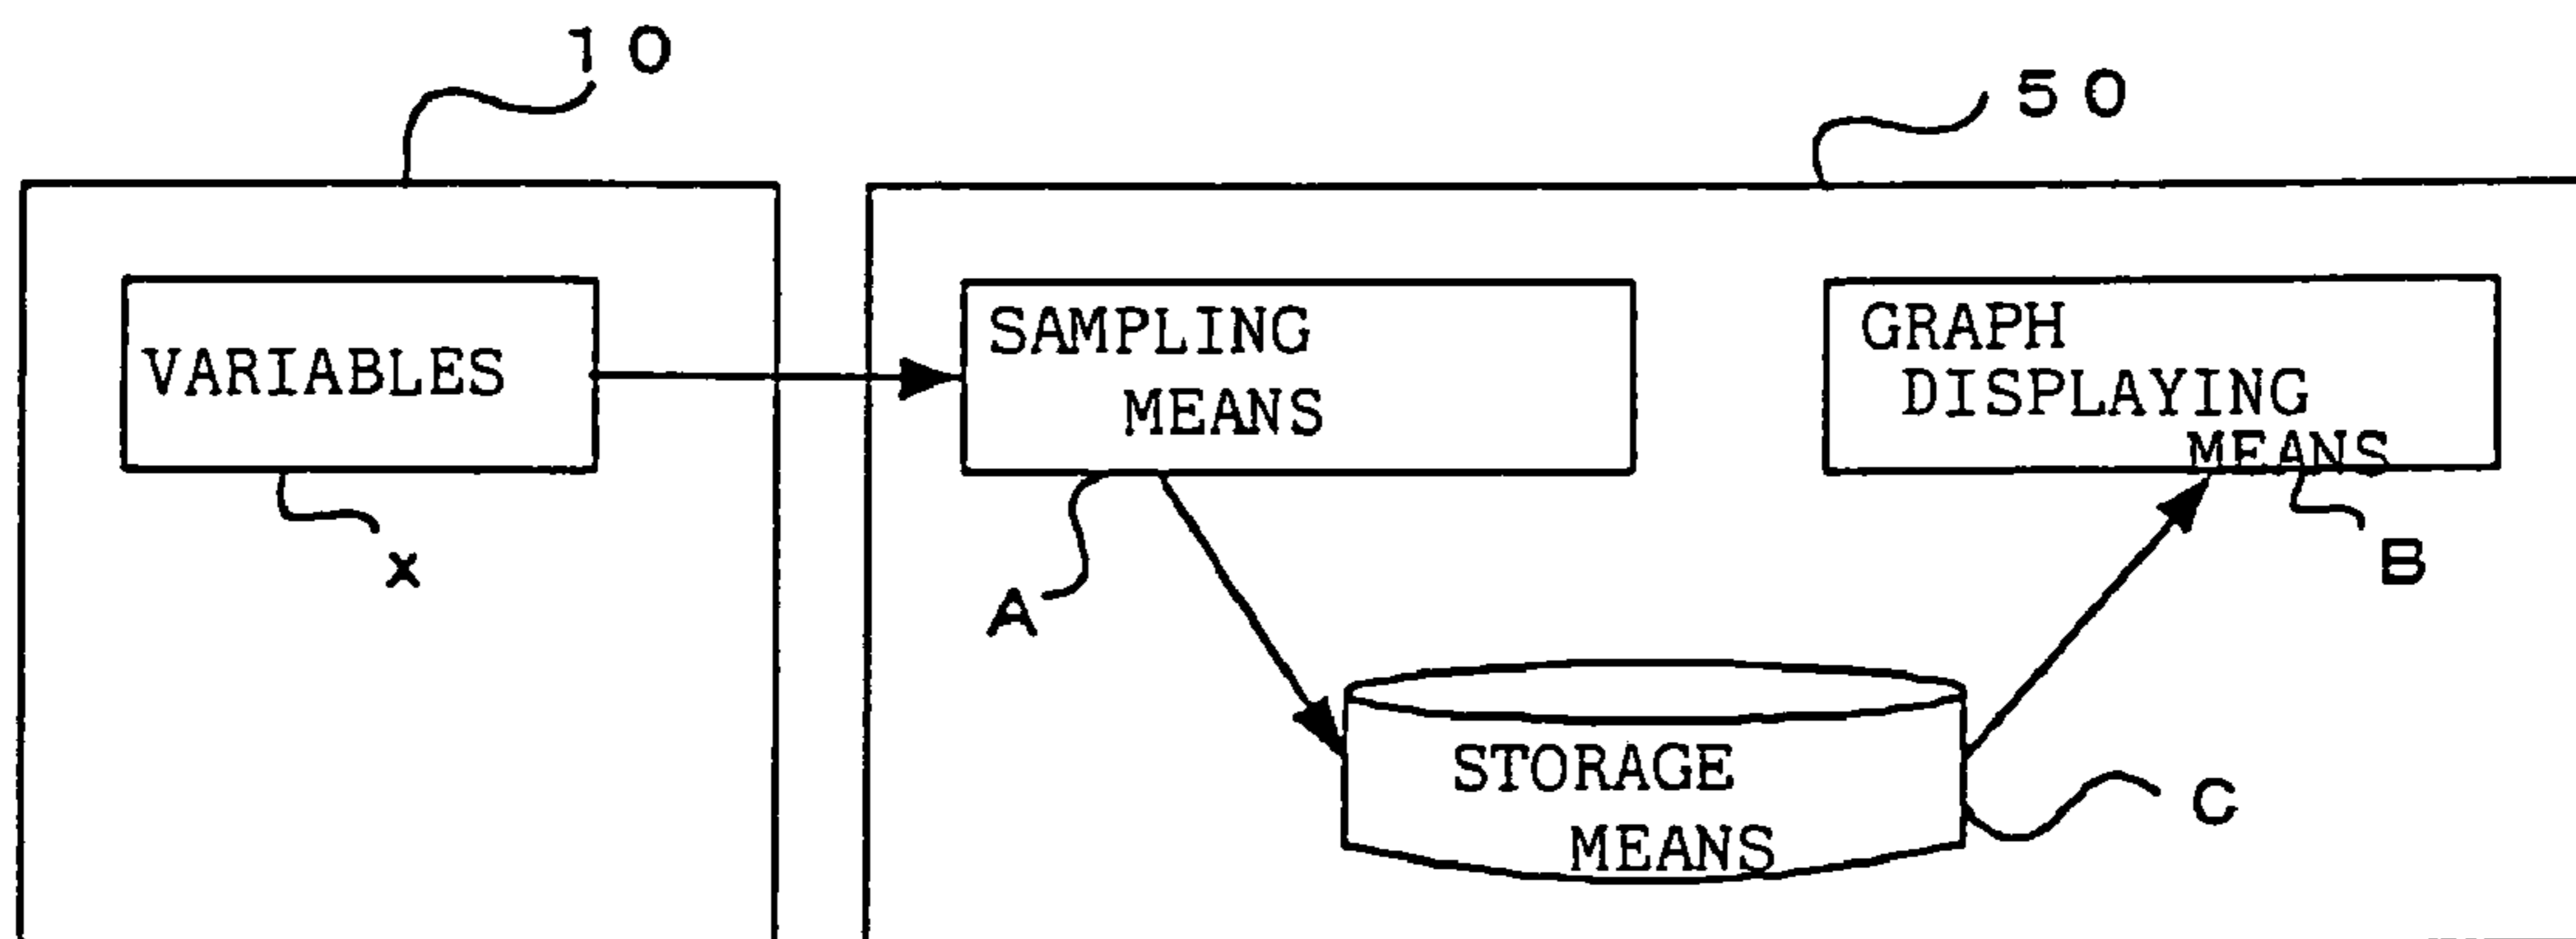 10
50
VARIABLES
SAMPLING
MEANS
GRAPH
DISPLAYING
MEANS
x
A
B
STORAGE
MEANS
C